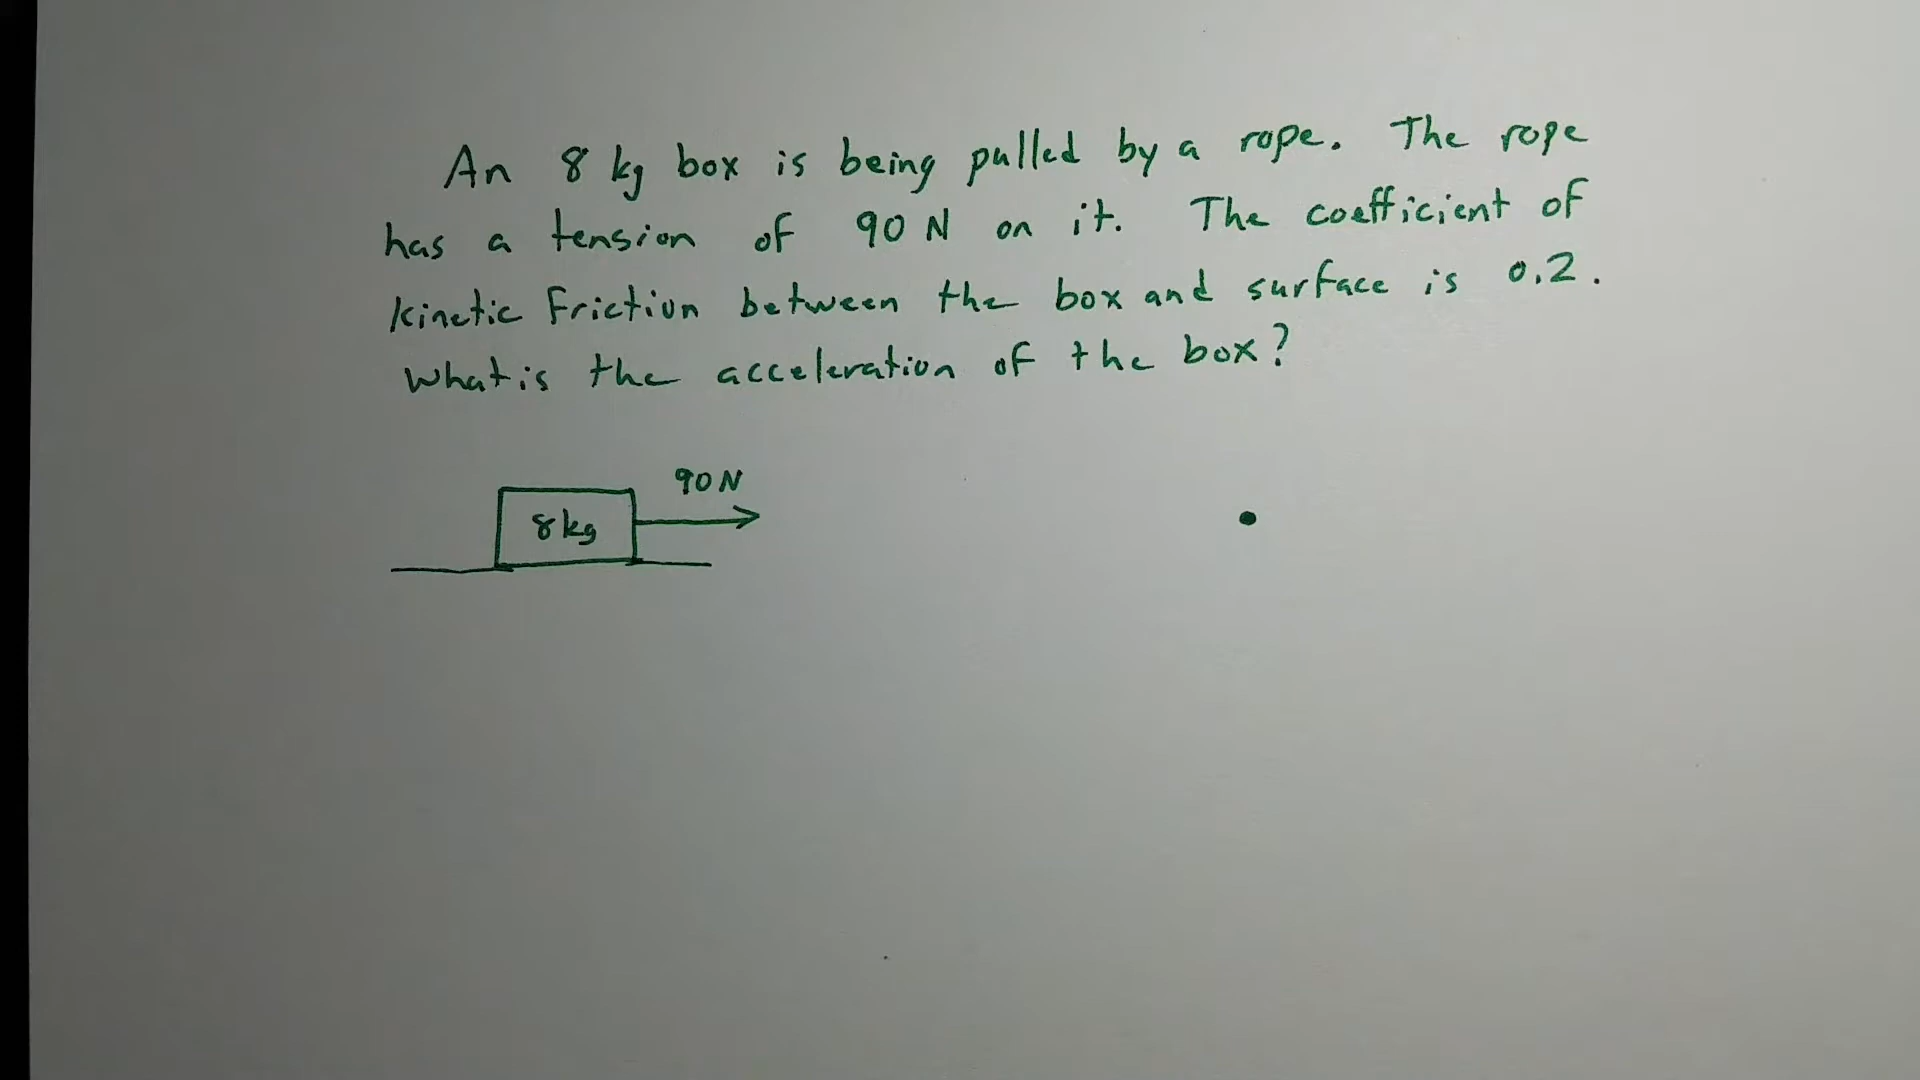 An 8 kg box is being pulled by a rope. The rope
has a tension of 90 N on it. The coefficient of
kinetic friction between the box and surface is 0.2.
What is the acceleration of the box?
90 N
8 kg